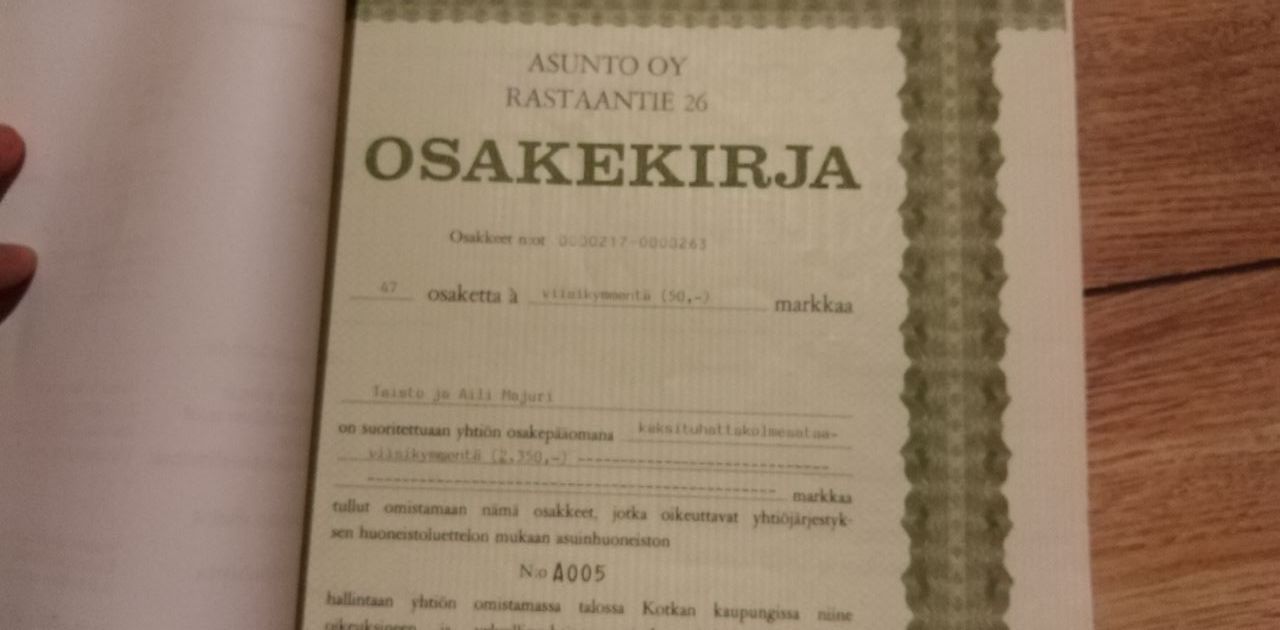 ASUNTO OY
RASTAANTIE 26
OSAKEKIRJA
Osakkeet n:ot 0000217-0000263
47 osaketta à viisikymmentä (50,-) markkaa
Taisto ja Aili Majuri
on suoritettuaan yhtiön osakepääomana kaksituhattakolmesataa-
viisikymmentä (2.350,-)
markkaa
tullut omistamaan nämä osakkeet, jotka oikeuttavat yhtiöjärjestyk-
sen huoneistoluettelon mukaan asuinhuoneiston
N:o A005
hallintaan yhtiön omistamassa talossa Kotkan kaupungissa niine